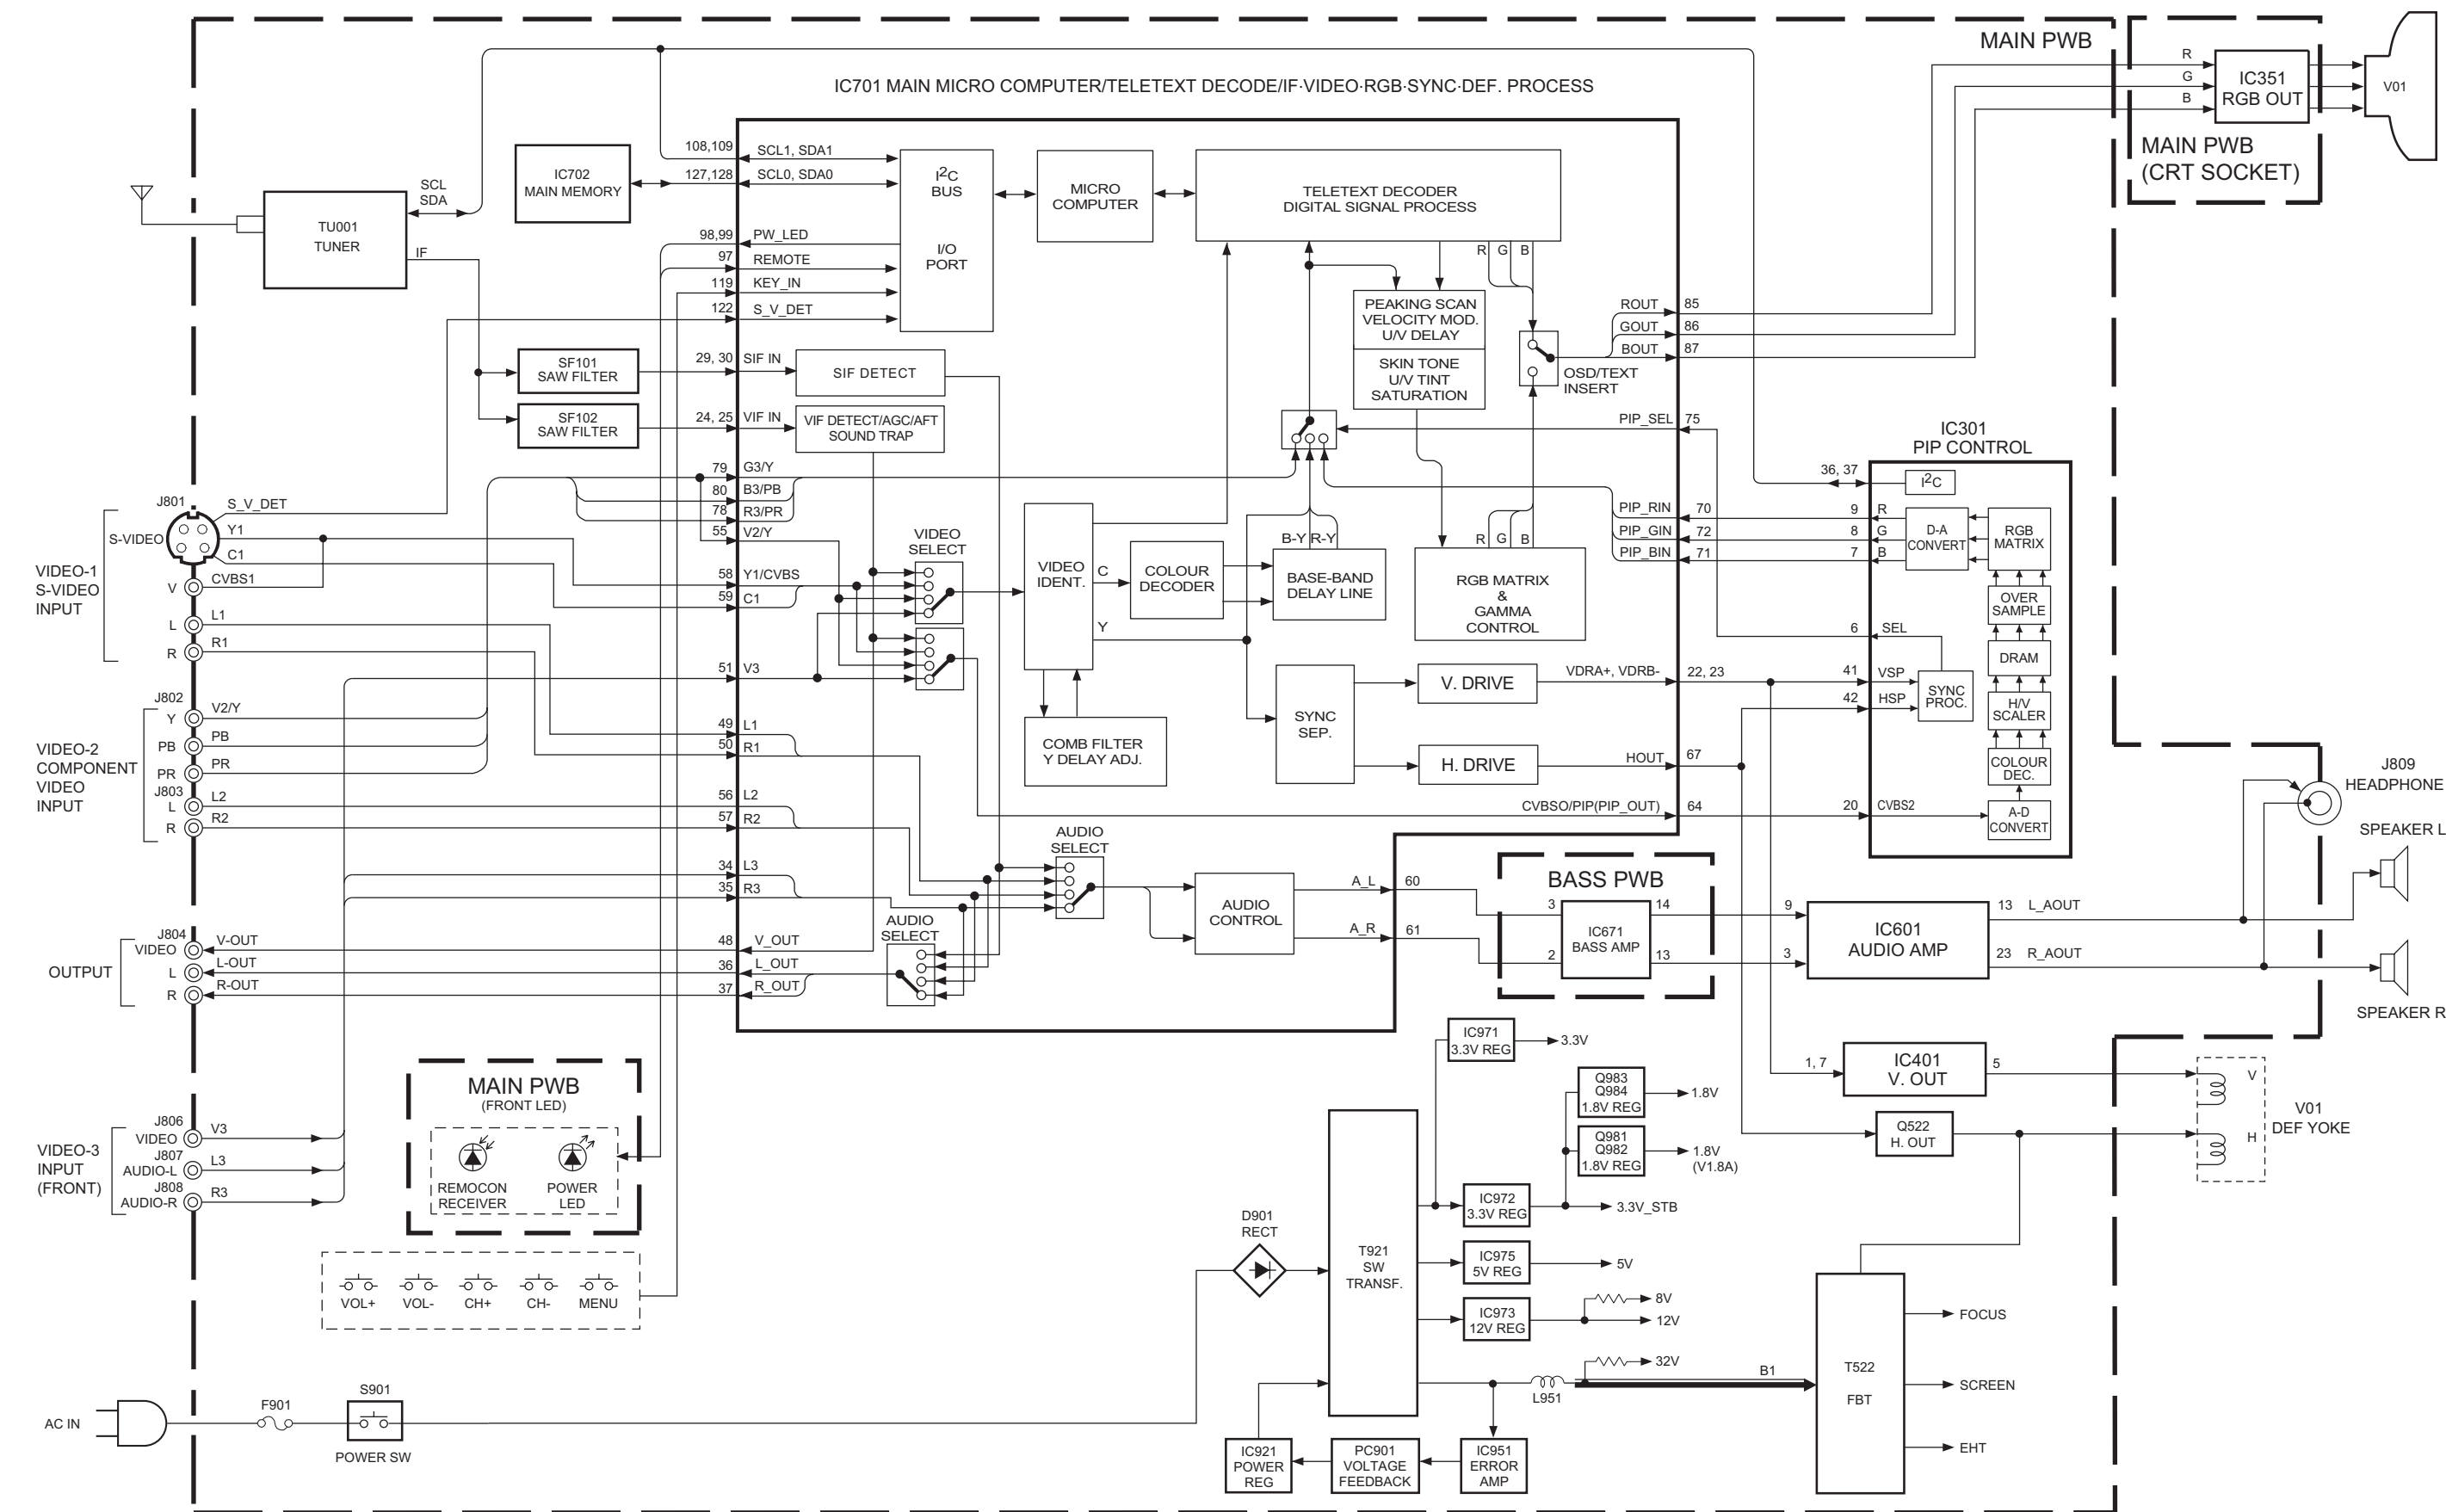 MAIN PWB
IC701 MAIN MICRO COMPUTER/TELETEXT DECODE/IF·VIDEO·RGB·SYNC·DEF. PROCESS
R
G
B
IC351
RGB OUT
V01
MAIN PWB
(CRT SOCKET)
TU001
TUNER
SCL
SDA
IF
IC702
MAIN MEMORY
108,109
SCL1, SDA1
127,128
SCL0, SDA0
98,99
PW_LED
97
REMOTE
119
KEY_IN
122
S_V_DET
I2C
BUS
I/O
PORT
MICRO
COMPUTER
TELETEXT DECODER
DIGITAL SIGNAL PROCESS
R
G
B
PEAKING SCAN
VELOCITY MOD.
U/V DELAY
SKIN TONE
U/V TINT
SATURATION
OSD/TEXT
INSERT
ROUT
85
GOUT
86
BOUT
87
SF101
SAW FILTER
29, 30
SIF IN
SIF DETECT
SF102
SAW FILTER
24, 25
VIF IN
VIF DETECT/AGC/AFT
SOUND TRAP
PIP_SEL
75
IC301
PIP CONTROL
36, 37
I2C
79
G3/Y
80
B3/PB
78
R3/PR
55
V2/Y
VIDEO
SELECT
58
Y1/CVBS
59
C1
51
V3
VIDEO
IDENT.
C
Y
COLOUR
DECODER
B-Y
R-Y
BASE-BAND
DELAY LINE
R
G
B
RGB MATRIX
&
GAMMA
CONTROL
PIP_RIN
70
PIP_GIN
72
PIP_BIN
71
9
R
8
G
7
B
D-A
CONVERT
RGB
MATRIX
OVER
SAMPLE
DRAM
H/V
SCALER
COLOUR
DEC.
A-D
CONVERT
6
SEL
41
VSP
42
HSP
SYNC
PROC.
20
CVBS2
J801
S-VIDEO
S_V_DET
Y1
C1
V
CVBS1
L
L1
R
R1
VIDEO-1
S-VIDEO
INPUT
J802
Y
V2/Y
PB
PB
PR
PR
J803
L
L2
R
R2
VIDEO-2
COMPONENT
VIDEO
INPUT
49
L1
50
R1
56
L2
57
R2
34
L3
35
R3
COMB FILTER
Y DELAY ADJ.
SYNC
SEP.
V. DRIVE
H. DRIVE
VDRA+, VDRB-
22, 23
HOUT
67
CVBSO/PIP(PIP_OUT)
64
AUDIO
SELECT
AUDIO
SELECT
AUDIO
CONTROL
A_L
60
A_R
61
BASS PWB
3
2
IC671
BASS AMP
14
13
9
3
IC601
AUDIO AMP
13
L_AOUT
23
R_AOUT
J809
HEADPHONE
SPEAKER L
SPEAKER R
OUTPUT
J804
VIDEO
V-OUT
L
L-OUT
R
R-OUT
48
V_OUT
36
L_OUT
37
R_OUT
VIDEO-3
INPUT
(FRONT)
J806
VIDEO
V3
J807
AUDIO-L
L3
J808
AUDIO-R
R3
MAIN PWB
(FRONT LED)
REMOCON
RECEIVER
POWER
LED
VOL+
VOL-
CH+
CH-
MENU
IC971
3.3V REG
3.3V
Q983
Q984
1.8V REG
1.8V
Q981
Q982
1.8V REG
1.8V
(V1.8A)
IC972
3.3V REG
3.3V_STB
IC975
5V REG
5V
IC973
12V REG
8V
12V
32V
B1
L951
D901
RECT
T921
SW
TRANSF.
IC921
POWER
REG
PC901
VOLTAGE
FEEDBACK
IC951
ERROR
AMP
1, 7
IC401
V. OUT
5
Q522
H. OUT
V
H
V01
DEF YOKE
T522
FBT
FOCUS
SCREEN
EHT
AC IN
F901
S901
POWER SW